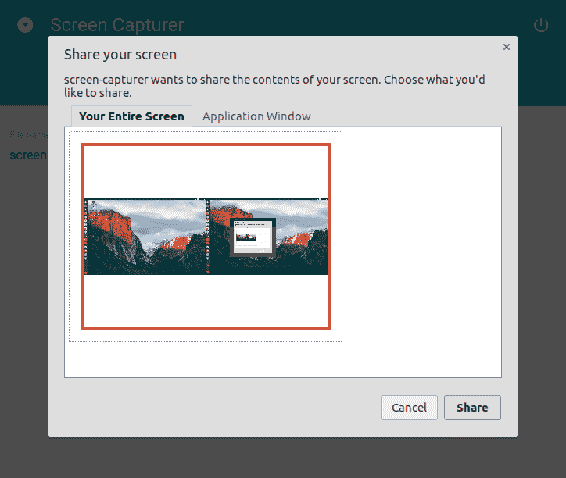 Screen Capturer
Share your screen
screen-capturer wants to share the contents of your screen. Choose what you'd
like to share.
Your Entire Screen Application Window
screen
Cancel Share